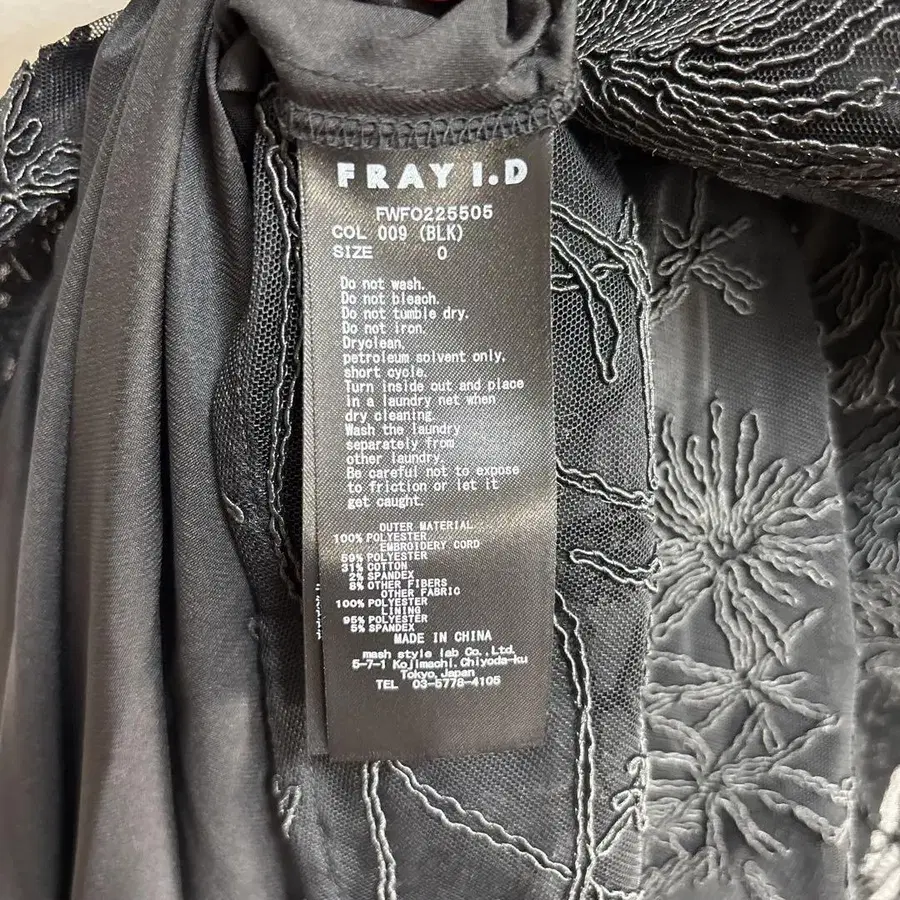 FRAY I.D
FWFO225505
COL 009 (BLK)
SIZE 0
Do not wash.
Do not bleach.
Do not tumble dry.
Do not iron.
Dryclean,
petroleum solvent only,
short cycle.
Turn inside out and place
in a laundry net when
dry cleaning.
Wash the laundry
separately from
other laundry.
Be careful not to expose
to friction or let it
get caught.
OUTER MATERIAL
100% POLYESTER
EMBROIDERY CORD
59% POLYESTER
31% COTTON
2% SPANDEX
8% OTHER FIBERS
OTHER FABRIC
100% POLYESTER
LINING
95% POLYESTER
5% SPANDEX
MADE IN CHINA
mash style lab Co.,Ltd.
5-7-1 Kojimachi,Chiyoda-ku
Tokyo,Japan
TEL 03-5778-4105